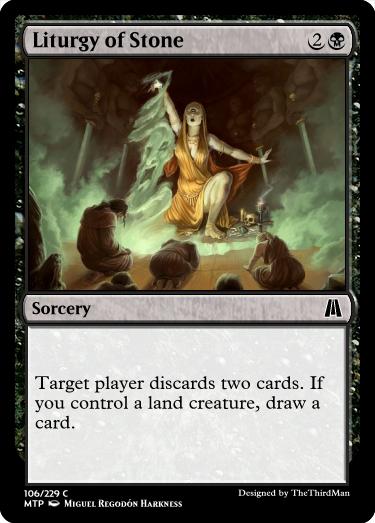 Liturgy of Stone 2
Sorcery
Target player discards two cards. If
you control a land creature, draw a
card.
106/229 C
MTP Miguel Regodón Harkness
Designed by TheThirdMan